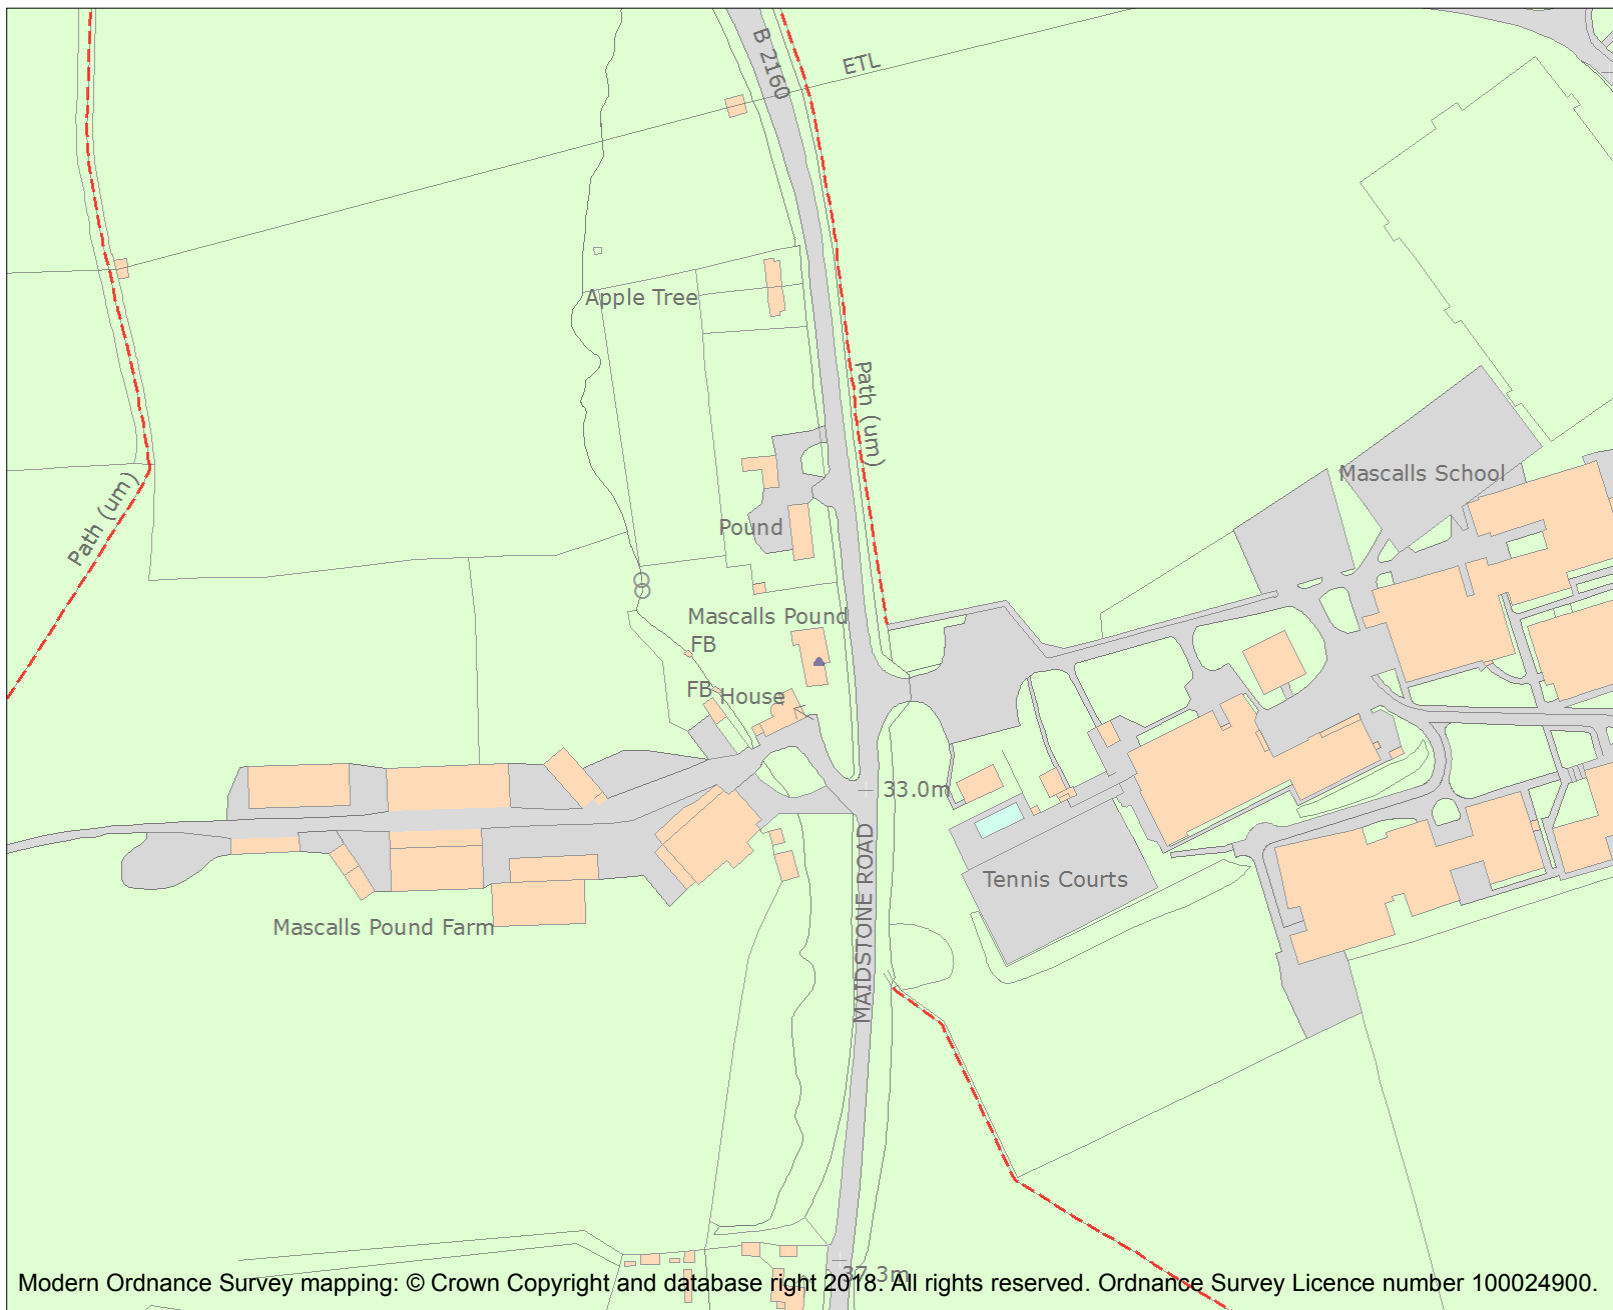 B 2160
ETL
Apple Tree
Path (um)
Mascalls School
Path (um)
Pound
Mascalls Pound
FB
FB
House
33.0m
MAIDSTONE ROAD
Tennis Courts
Mascalls Pound Farm
37.3m
Modern Ordnance Survey mapping: © Crown Copyright and database right 2018. All rights reserved. Ordnance Survey Licence number 100024900.